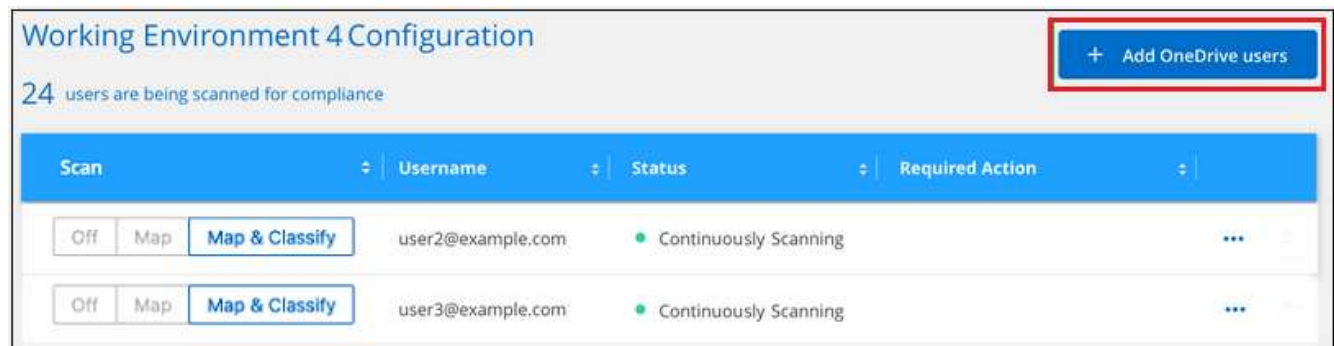 Working Environment 4 Configuration
+ Add OneDrive users
24 users are being scanned for compliance
Scan Username Status Required Action
Off Map Map & Classify user2@example.com Continuously Scanning
Off Map Map & Classify user3@example.com Continuously Scanning